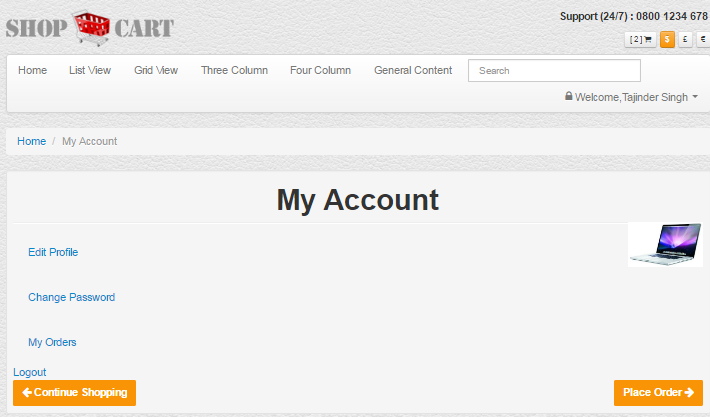 SHOP CART
Support (24/7) : 0800 1234 678
[ 2 ] $ £ €
Home List View Grid View Three Column Four Column General Content Search
Welcome,Tajinder Singh
Home / My Account
My Account
Edit Profile
Change Password
My Orders
Logout
Continue Shopping Place Order